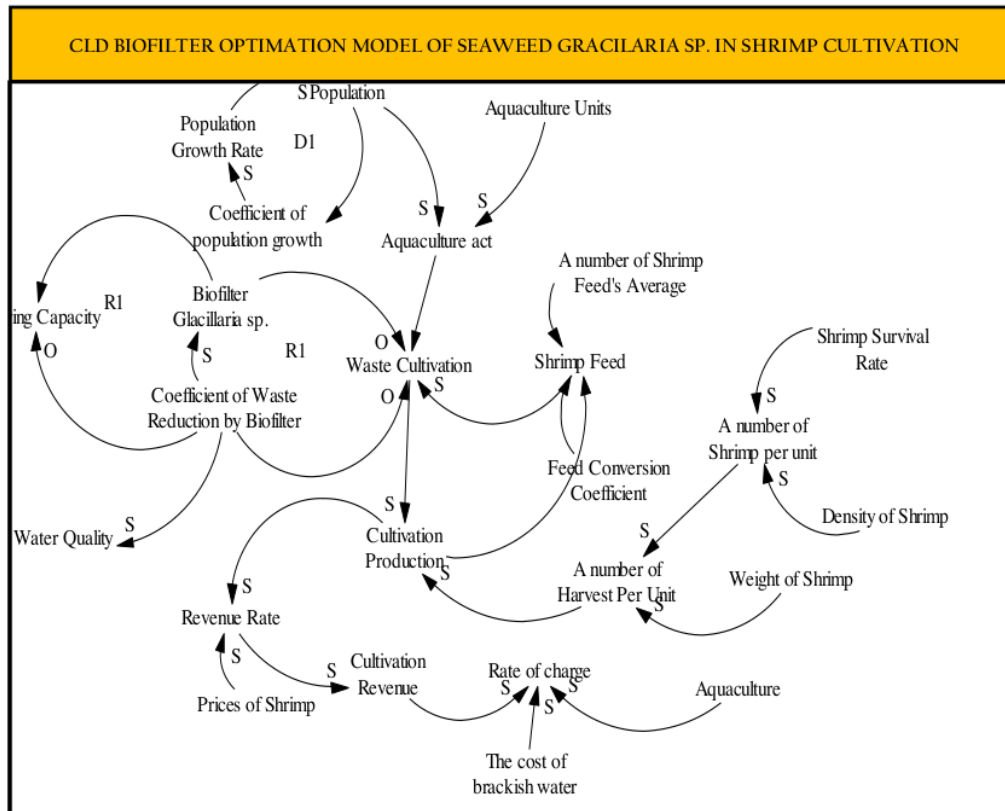 CLD BIOFILTER OPTIMATION MODEL OF SEAWEED GRACILARIA SP. IN SHRIMP CULTIVATION
S Population
Aquaculture Units
Population
Growth Rate
D1
S
S
S
Coefficient of
population growth
Aquaculture act
A number of Shrimp
Feed's Average
Biofilter
Glacillaria sp.
ing Capacity
R1
O
S
R1
O
Waste Cultivation
Shrimp Feed
Shrimp Survival
Rate
S
O
Coefficient of Waste
Reduction by Biofilter
S
A number of
Shrimp per unit
Feed Conversion
Coefficient
S
Density of Shrimp
S
Water Quality
S
Cultivation
Production
S
S
A number of
Harvest Per Unit
S
Weight of Shrimp
S
Revenue Rate
S
Prices of Shrimp
S
Cultivation
Revenue
Rate of charge
S
S
S
Aquaculture
The cost of
brackish water